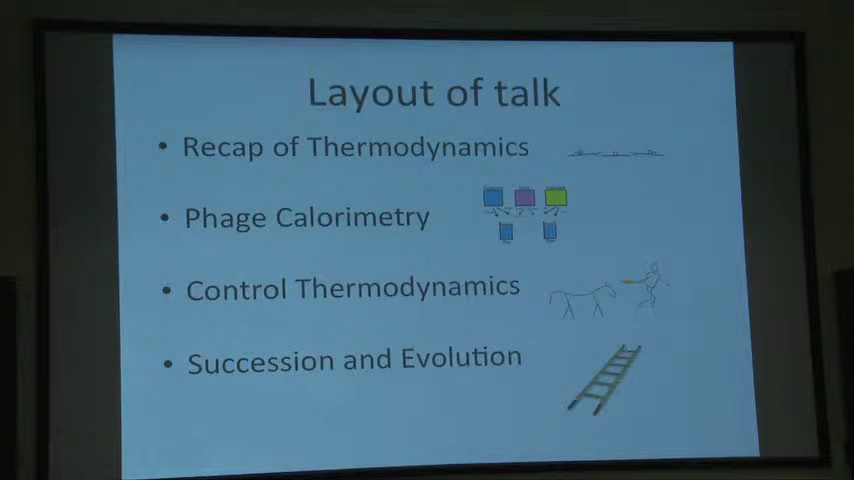 Layout of talk
• Recap of Thermodynamics
• Phage Calorimetry
• Control Thermodynamics
• Succession and Evolution